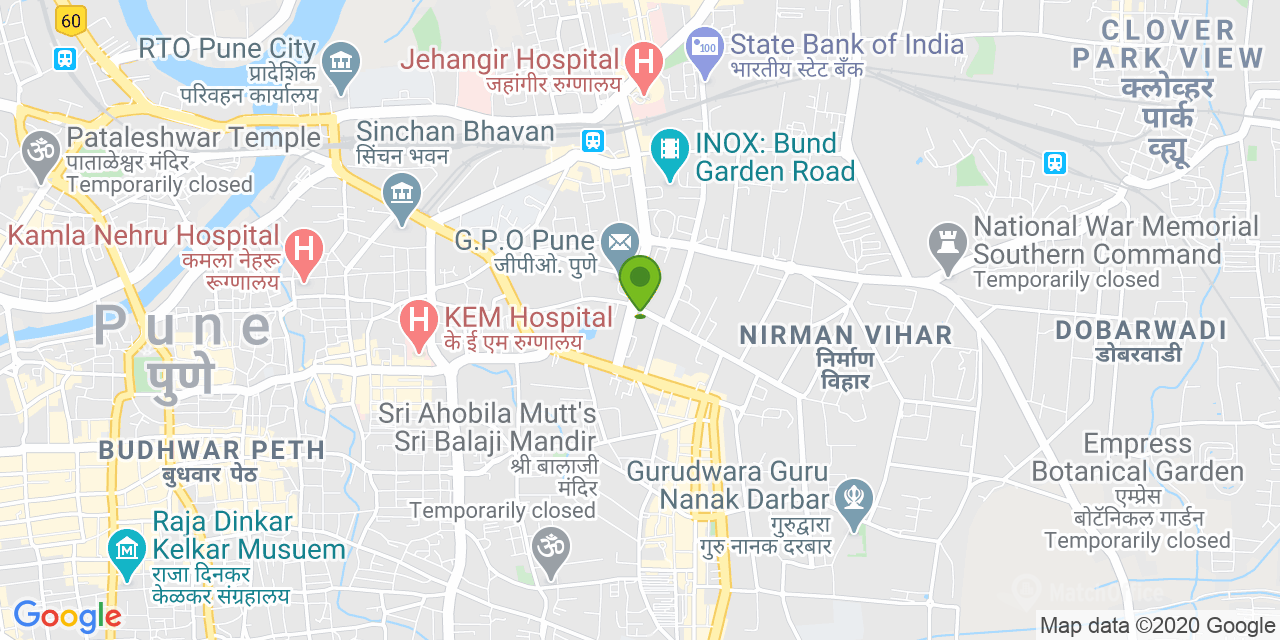 60
RTO Pune City
प्रादेशिक
परिवहन कार्यालय
Jehangir Hospital
जहांगीर रुग्णालय
100
State Bank of India
भारतीय स्टेट बँक
CLOVER
PARK VIEW
क्लोव्हर
पार्क
व्ह्यू
Pataleshwar Temple
पाताळेश्वर मंदिर
Temporarily closed
Sinchan Bhavan
सिंचन भवन
INOX: Bund
Garden Road
Kamla Nehru Hospital
कमला नेहरू
रूग्णालय
G.P.O Pune
जीपीओ. पुणे
National War Memorial
Southern Command
Temporarily closed
Pune
पुणे
KEM Hospital
के ई एम रुग्णालय
NIRMAN VIHAR
निर्माण
विहार
DOBARWADI
डोबरवाडी
Sri Ahobila Mutt's
Sri Balaji Mandir
श्री बालाजी
मंदिर
Temporarily closed
BUDHWAR PETH
बुधवार पेठ
Gurudwara Guru
Nanak Darbar
गुरुद्वारा
गुरु नानक दरबार
Empress
Botanical Garden
एम्प्रेस
बोटॅनिकल गार्डन
Temporarily closed
Raja Dinkar
Kelkar Musuem
राजा दिनकर
केळकर संग्रहालय
MatchOffice
Google
Map data ©2020 Google